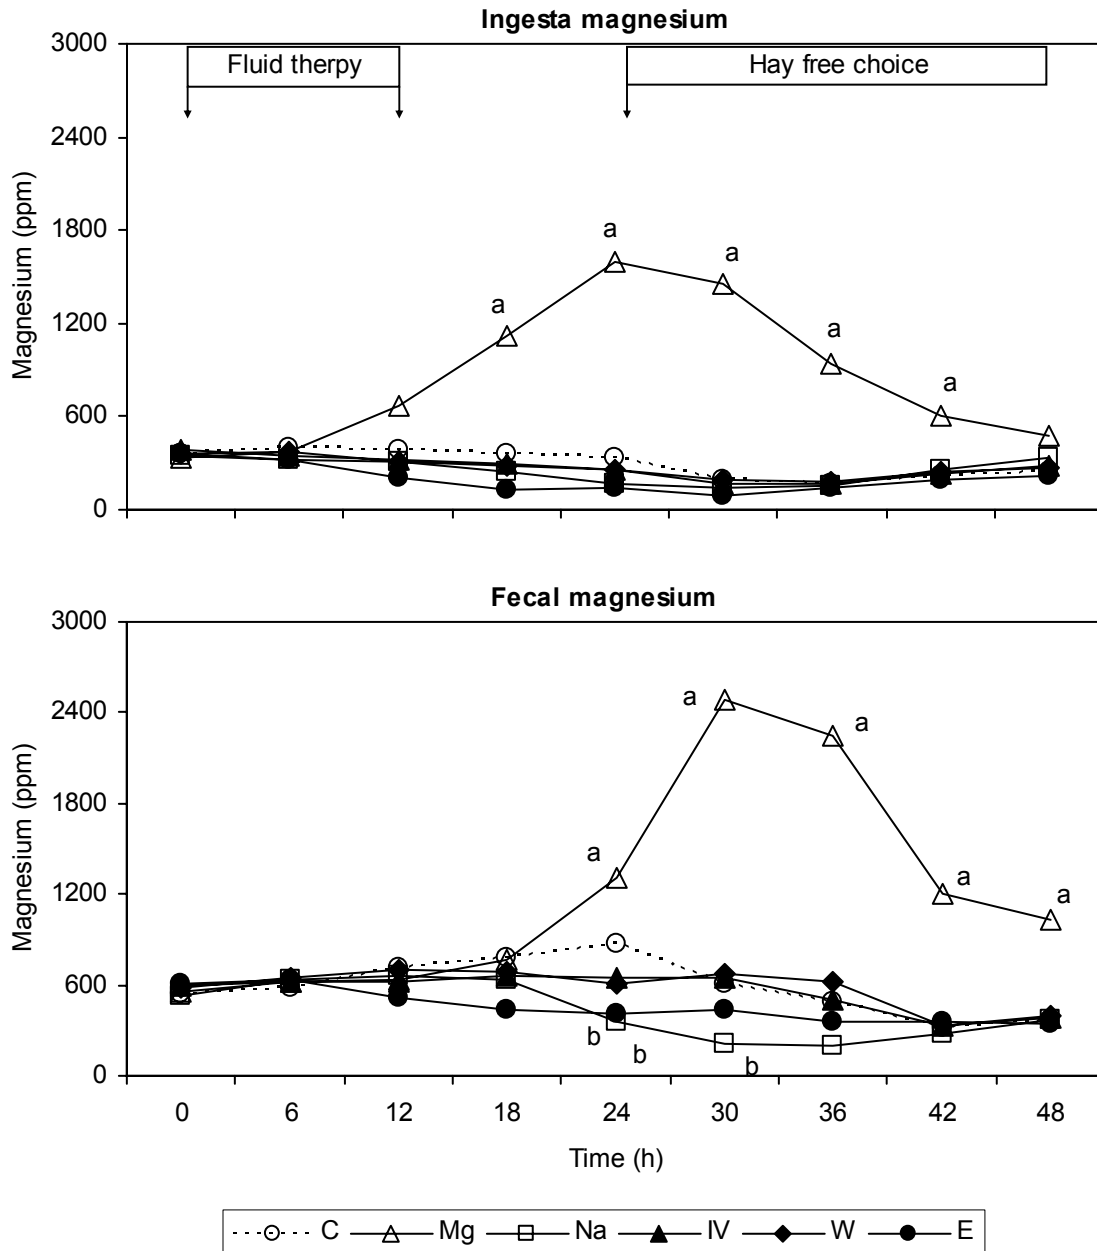 Ingesta magnesium
3000
Fluid therpy
Hay free choice
2400
1800
1200
600
0
Magnesium (ppm)
a
a
a
a
a
Fecal magnesium
3000
2400
1800
1200
600
0
Magnesium (ppm)
a
a
a
a
a
b
b
b
0 6 12 18 24 30 36 42 48
Time (h)
C Mg Na IV W E